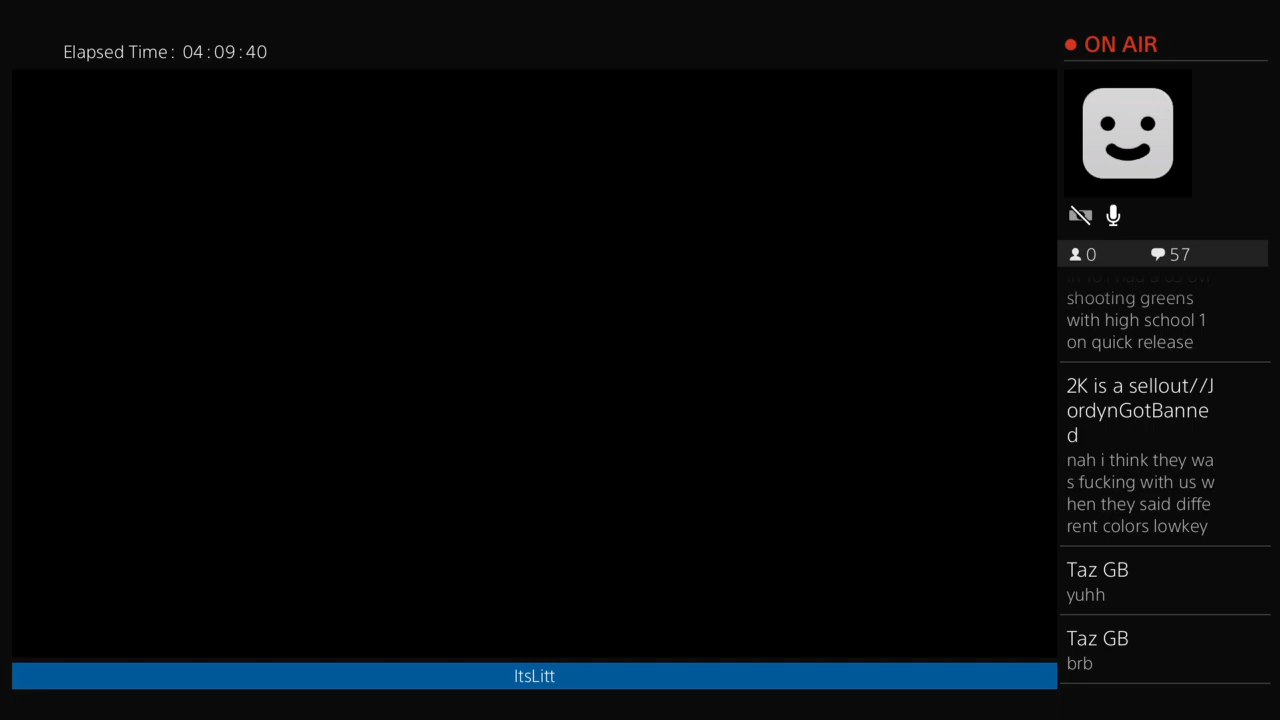 Elapsed Time: 04:09:40
ON AIR
0
57
shooting greens
with high school 1
on quick release
2K is a sellout//J
ordynGotBanne
d
nah i think they wa
s fucking with us w
hen they said diffe
rent colors lowkey
Taz GB
yuhh
Taz GB
brb
ItsLitt